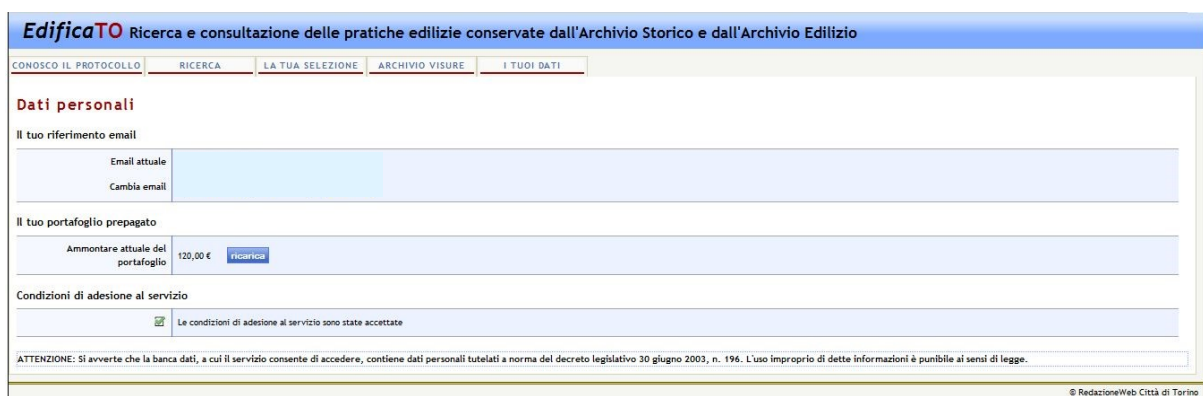 EdificaTO Ricerca e consultazione delle pratiche edilizie conservate dall'Archivio Storico e dall'Archivio Edilizio
CONOSCO IL PROTOCOLLO RICERCA LA TUA SELEZIONE ARCHIVIO VISURE I TUOI DATI
Dati personali
Il tuo riferimento email
Email attuale
Cambia email
Il tuo portafoglio prepagato
Ammontare attuale del
portafoglio 120,00 € ricarica
Condizioni di adesione al servizio
Le condizioni di adesione al servizio sono state accettate
ATTENZIONE: Si avverte che la banca dati, a cui il servizio consente di accedere, contiene dati personali tutelati a norma del decreto legislativo 30 giugno 2003, n. 196. L'uso improprio di dette informazioni è punibile ai sensi di legge.
© RedazioneWeb Città di Torino